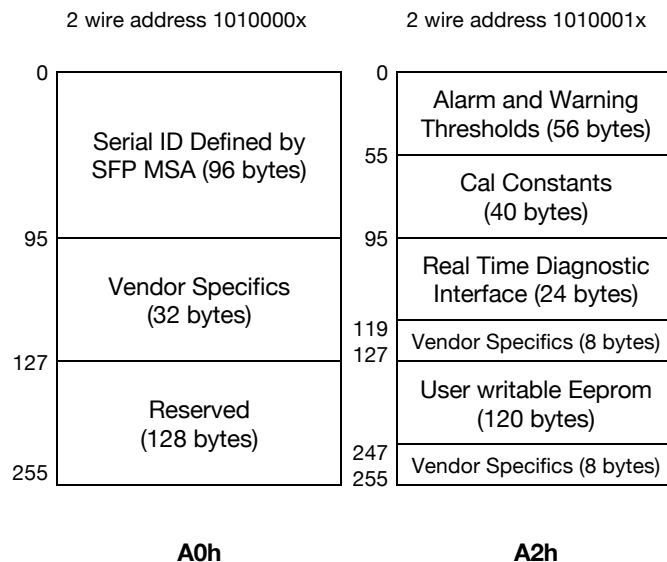 2 wire address 1010000x
0
Serial ID Defined by
SFP MSA (96 bytes)
95
Vendor Specifics
(32 bytes)
127
Reserved
(128 bytes)
255
A0h
2 wire address 1010001x
0
Alarm and Warning
Thresholds (56 bytes)
55
Cal Constants
(40 bytes)
95
Real Time Diagnostic
Interface (24 bytes)
119
Vendor Specifics (8 bytes)
127
User writable Eeprom
(120 bytes)
247
Vendor Specifics (8 bytes)
255
A2h